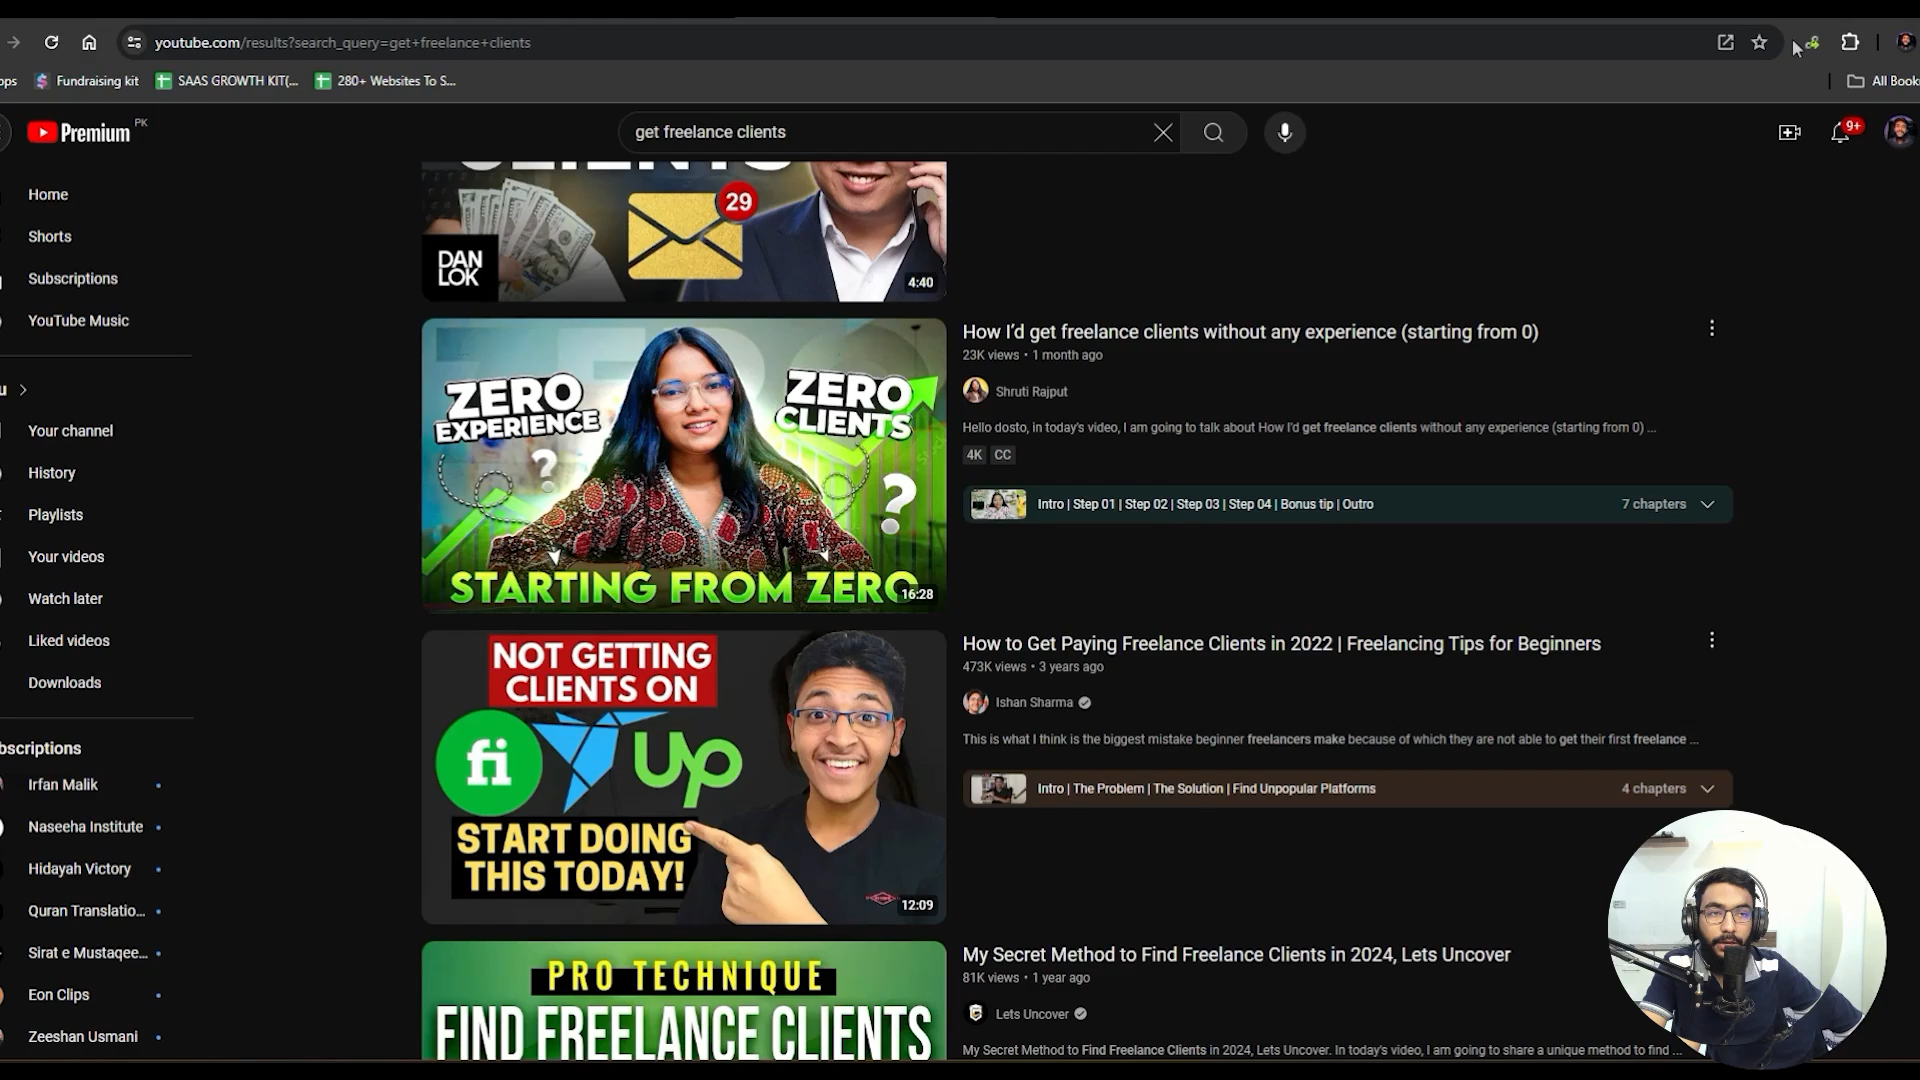 youtube.com/results?search_query=get+freelance+clients
ops
Fundraising kit
SAAS GROWTH KIT(...
280+ Websites To S...
All Book
Premium
PK
get freelance clients
9+
Home
Shorts
Subscriptions
YouTube Music
u
Your channel
History
Playlists
Your videos
Watch later
Liked videos
Downloads
bscriptions
Irfan Malik
Naseeha Institute
Hidayah Victory
Quran Translatio...
Sirat e Mustaqee...
Eon Clips
Zeeshan Usmani
CLIENTS
29
DAN
LOK
4:40
ZERO
EXPERIENCE
ZERO
CLIENTS
?
?
STARTING FROM ZERO
16:28
How I'd get freelance clients without any experience (starting from 0)
23K views • 1 month ago
Shruti Rajput
Hello dosto, in today's video, I am going to talk about How I'd get freelance clients without any experience (starting from 0) ...
4K CC
Intro | Step 01 | Step 02 | Step 03 | Step 04 | Bonus tip | Outro
7 chapters
NOT GETTING
CLIENTS ON
fi
Up
START DOING
THIS TODAY!
12:09
How to Get Paying Freelance Clients in 2022 | Freelancing Tips for Beginners
473K views • 3 years ago
Ishan Sharma
This is what I think is the biggest mistake beginner freelancers make because of which they are not able to get their first freelance ...
Intro | The Problem | The Solution | Find Unpopular Platforms
4 chapters
PRO TECHNIQUE
FIND FREELANCE CLIENTS
My Secret Method to Find Freelance Clients in 2024, Lets Uncover
81K views • 1 year ago
Lets Uncover
My Secret Method to Find Freelance Clients in 2024, Lets Uncover. In today's video, I am going to share a unique method to find ...